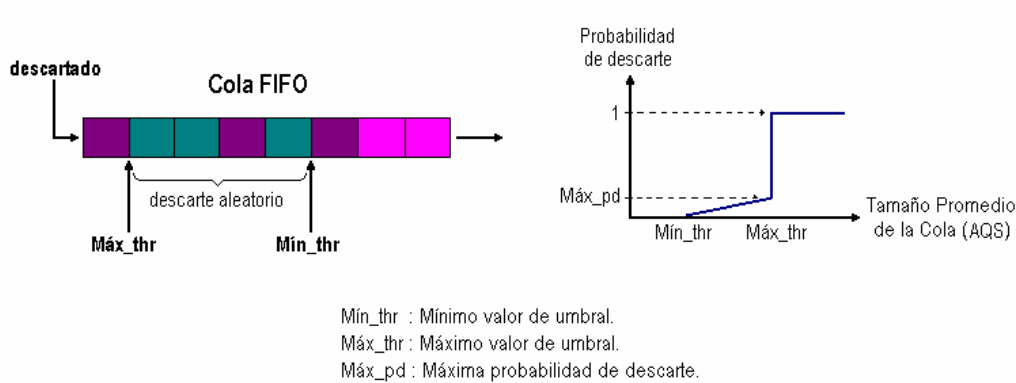 descartado
Cola FIFO
descarte aleatorio
Máx_thr
Mín_thr
Probabilidad
de descarte
1
Máx_pd
Mín_thr
Máx_thr
Tamaño Promedio
de la Cola (AQS)
Mín_thr : Mínimo valor de umbral.
Máx_thr : Máximo valor de umbral.
Máx_pd : Máxima probabilidad de descarte.